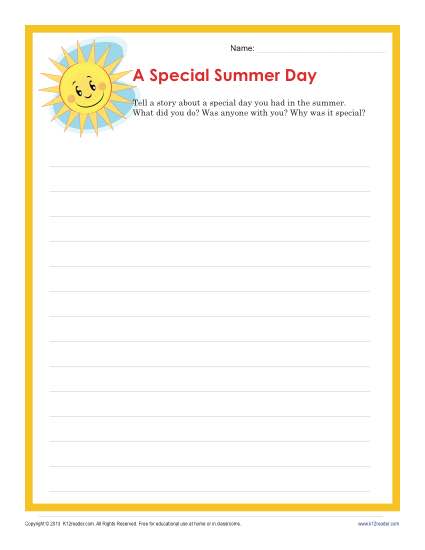 Name:
A Special Summer Day
Tell a story about a special day you had in the summer.
What did you do? Was anyone with you? Why was it special?
Copyright © 2013 K12reader.com. All Rights Reserved. Free for educational use at home or in classrooms.
www.k12reader.com